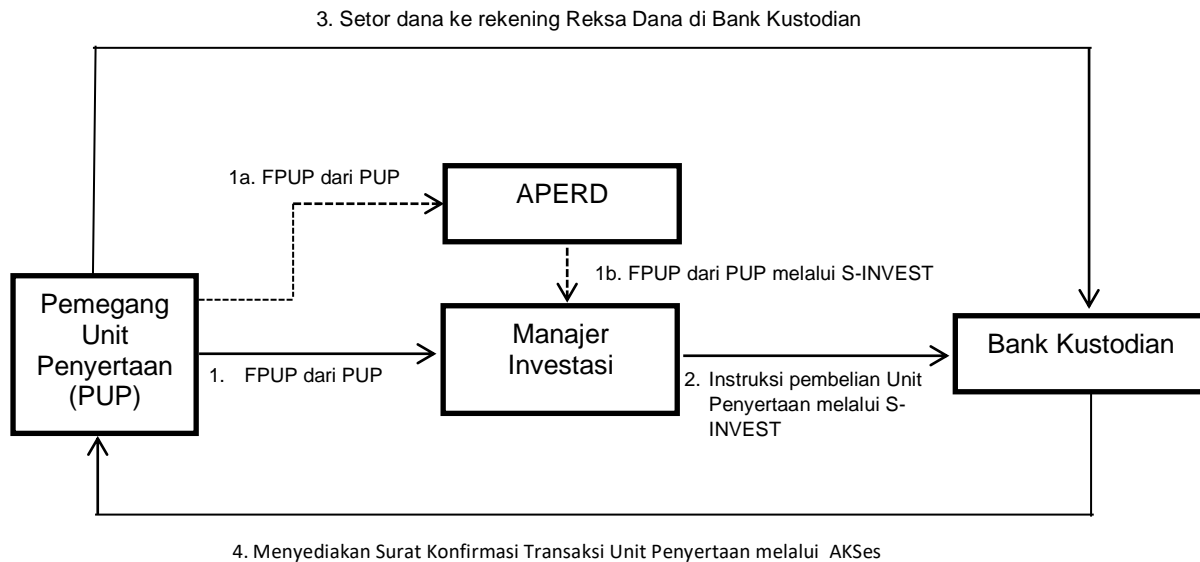 3. Setor dana ke rekening Reksa Dana di Bank Kustodian
1a. FPUP dari PUP
APERD
1b. FPUP dari PUP melalui S-INVEST
Pemegang
Unit
Penyertaan
(PUP)
Manajer
Investasi
Bank Kustodian
1. FPUP dari PUP
2. Instruksi pembelian Unit
Penyertaan melalui S-
INVEST
4. Menyediakan Surat Konfirmasi Transaksi Unit Penyertaan melalui AKSes